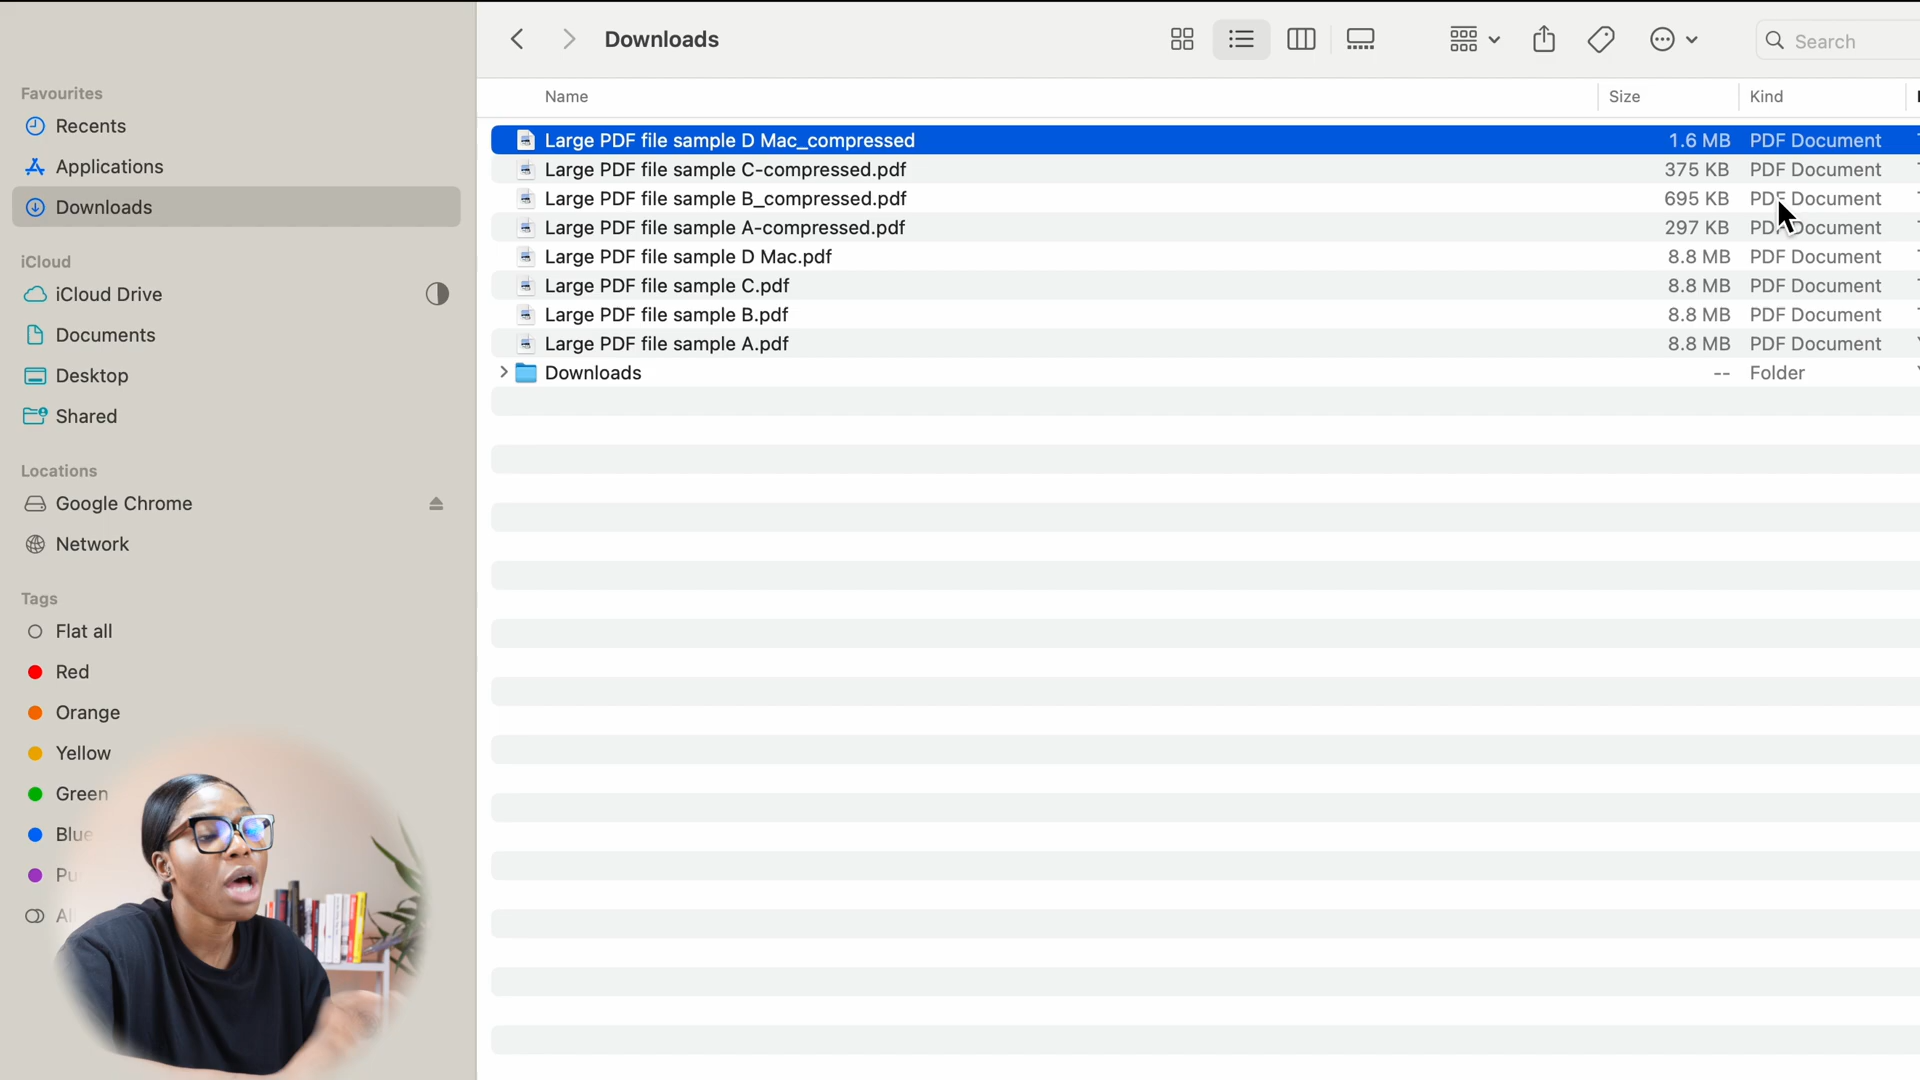 Downloads
Search
Name Size Kind
Favourites
Recents
Applications
Downloads
iCloud
iCloud Drive
Documents
Desktop
Shared
Locations
Google Chrome
Network
Tags
Flat all
Red
Orange
Yellow
Green
Blue
Large PDF file sample D Mac_compressed 1.6 MB PDF Document
Large PDF file sample C-compressed.pdf 375 KB PDF Document
Large PDF file sample B_compressed.pdf 695 KB PDF Document
Large PDF file sample A-compressed.pdf 297 KB PDF Document
Large PDF file sample D Mac.pdf 8.8 MB PDF Document
Large PDF file sample C.pdf 8.8 MB PDF Document
Large PDF file sample B.pdf 8.8 MB PDF Document
Large PDF file sample A.pdf 8.8 MB PDF Document
Downloads -- Folder